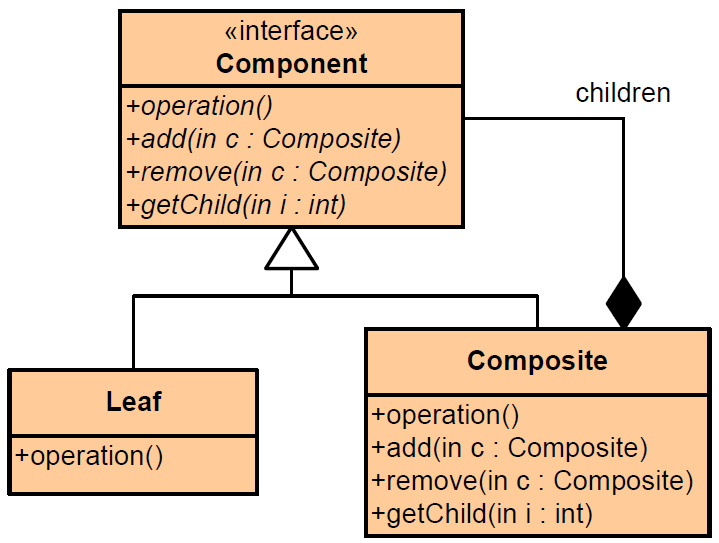 «interface»
Component
+operation()
+add(in c : Composite)
+remove(in c : Composite)
+getChild(in i : int)
children
Leaf
+operation()
Composite
+operation()
+add(in c : Composite)
+remove(in c : Composite)
+getChild(in i : int)